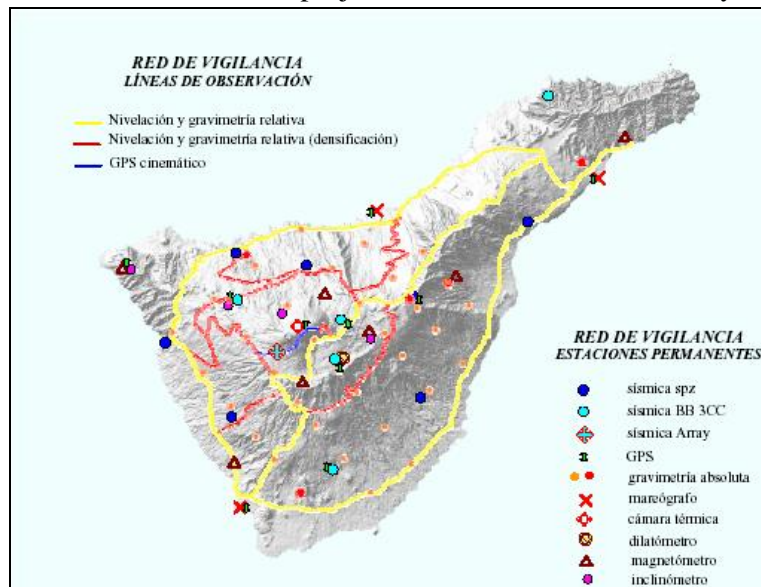 RED DE VIGILANCIA
LÍNEAS DE OBSERVACIÓN
Nivelación y gravimetría relativa
Nivelación y gravimetría relativa (densificación)
GPS cinemático
RED DE VIGILANCIA
ESTACIONES PERMANENTES
sísmica spz
sísmica BB 3CC
sísmica Array
GPS
gravimetría absoluta
mareógrafo
cámara térmica
dilatómetro
magnetómetro
inclinómetro